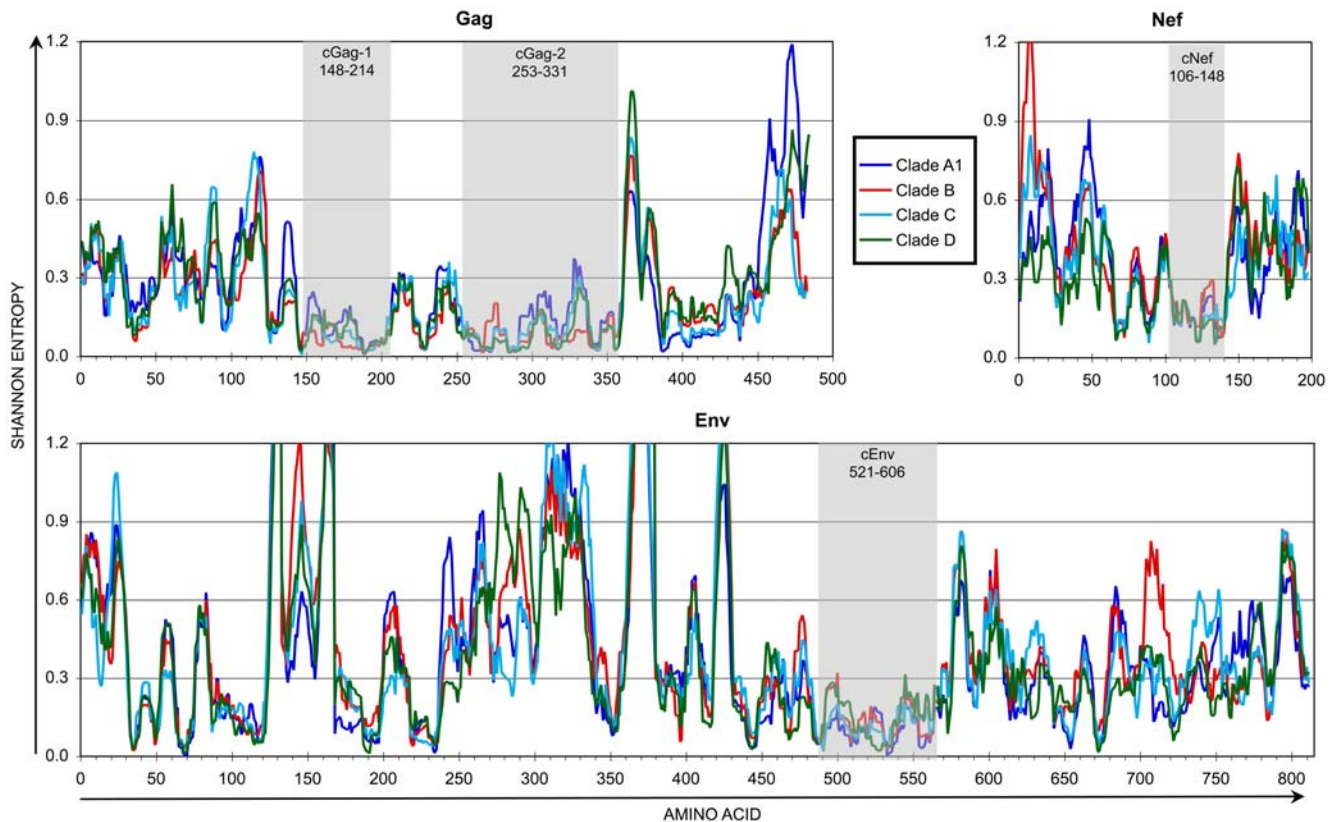 Gag
Nef
1.2
0.9
0.6
0.3
0.0
cGag-1
148-214
cGag-2
253-331
0 50 100 150 200 250 300 350 400 450 500
Clade A1
Clade B
Clade C
Clade D
1.2
0.9
0.6
0.3
0.0
cNef
106-148
0 50 100 150 200
SHANNON ENTROPY
Env
1.2
0.9
0.6
0.3
0.0
cEnv
521-606
0 50 100 150 200 250 300 350 400 450 500 550 600 650 700 750 800
AMINO ACID